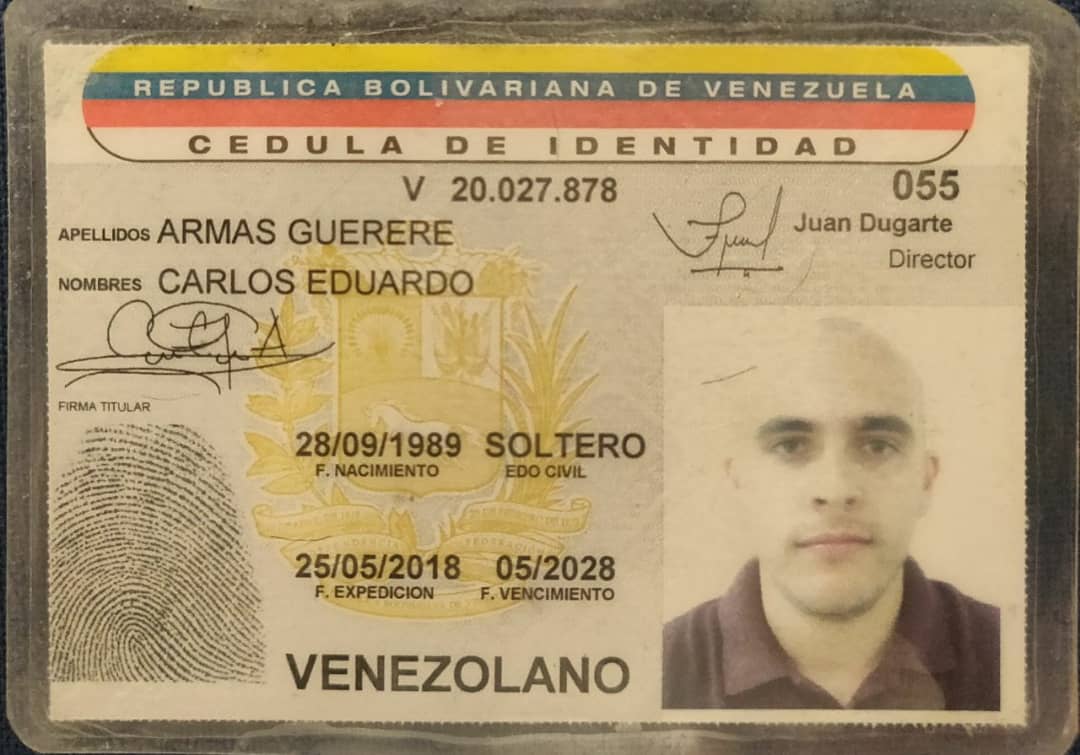 REPUBLICA BOLIVARIANA DE VENEZUELA
CEDULA DE IDENTIDAD
V 20.027.878
055
Juan Dugarte
Director
APELLIDOS ARMAS GUERERE
NOMBRES CARLOS EDUARDO
FIRMA TITULAR
28/09/1989 SOLTERO
F. NACIMIENTO EDO CIVIL
25/05/2018 05/2028
F. EXPEDICION F. VENCIMIENTO
VENEZOLANO